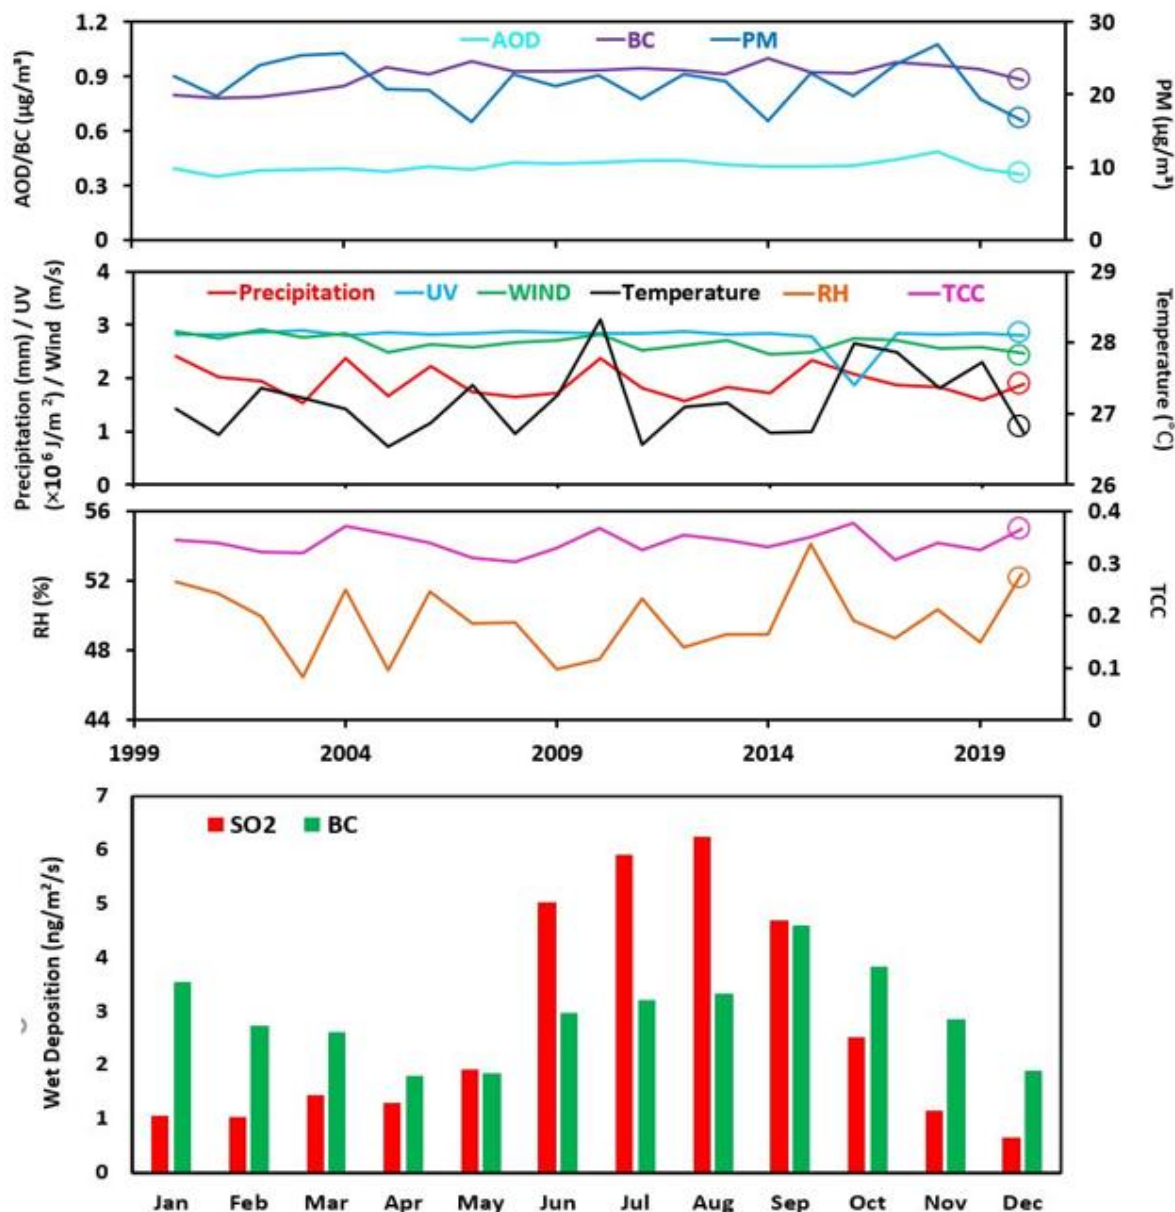 AOD/BC (µg/m³)
1.2
0.9
0.6
0.3
0
AOD BC PM
30
20
10
0
PM (µg/m³)
Precipitation (mm) / UV
(×10⁶ J/m²) / Wind (m/s)
4
3
2
1
0
Precipitation UV WIND Temperature RH TCC
29
28
27
26
Temperature (°C)
RH (%)
56
52
48
44
0.4
0.3
0.2
0.1
0
TCC
1999 2004 2009 2014 2019
Wet Deposition (ng/m²/s)
7
6
5
4
3
2
1
0
SO2 BC
Jan Feb Mar Apr May Jun Jul Aug Sep Oct Nov Dec